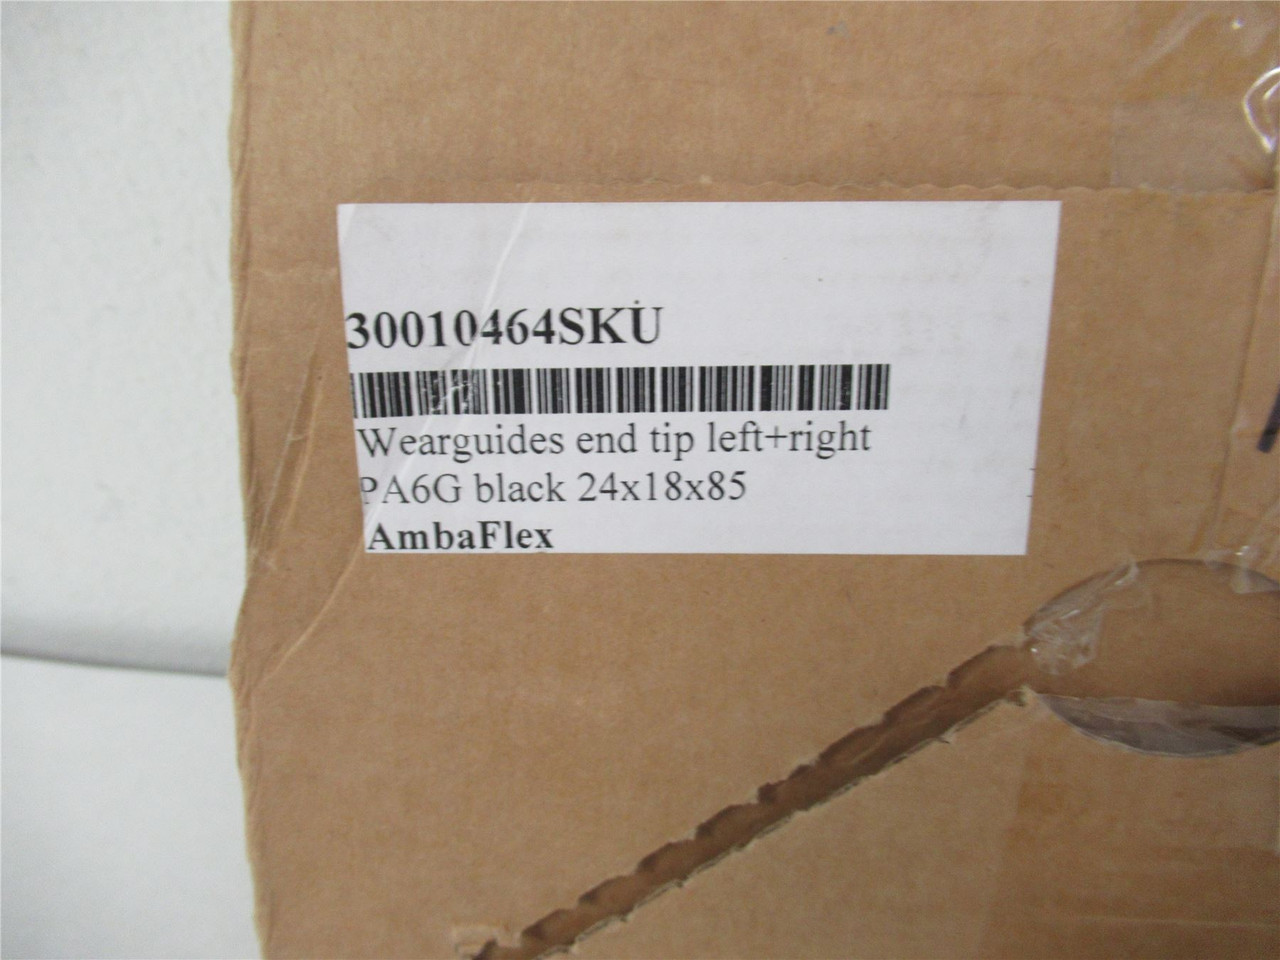 30010464SKU
Wearguides end tip left+right
PA6G black 24x18x85
AmbaFlex